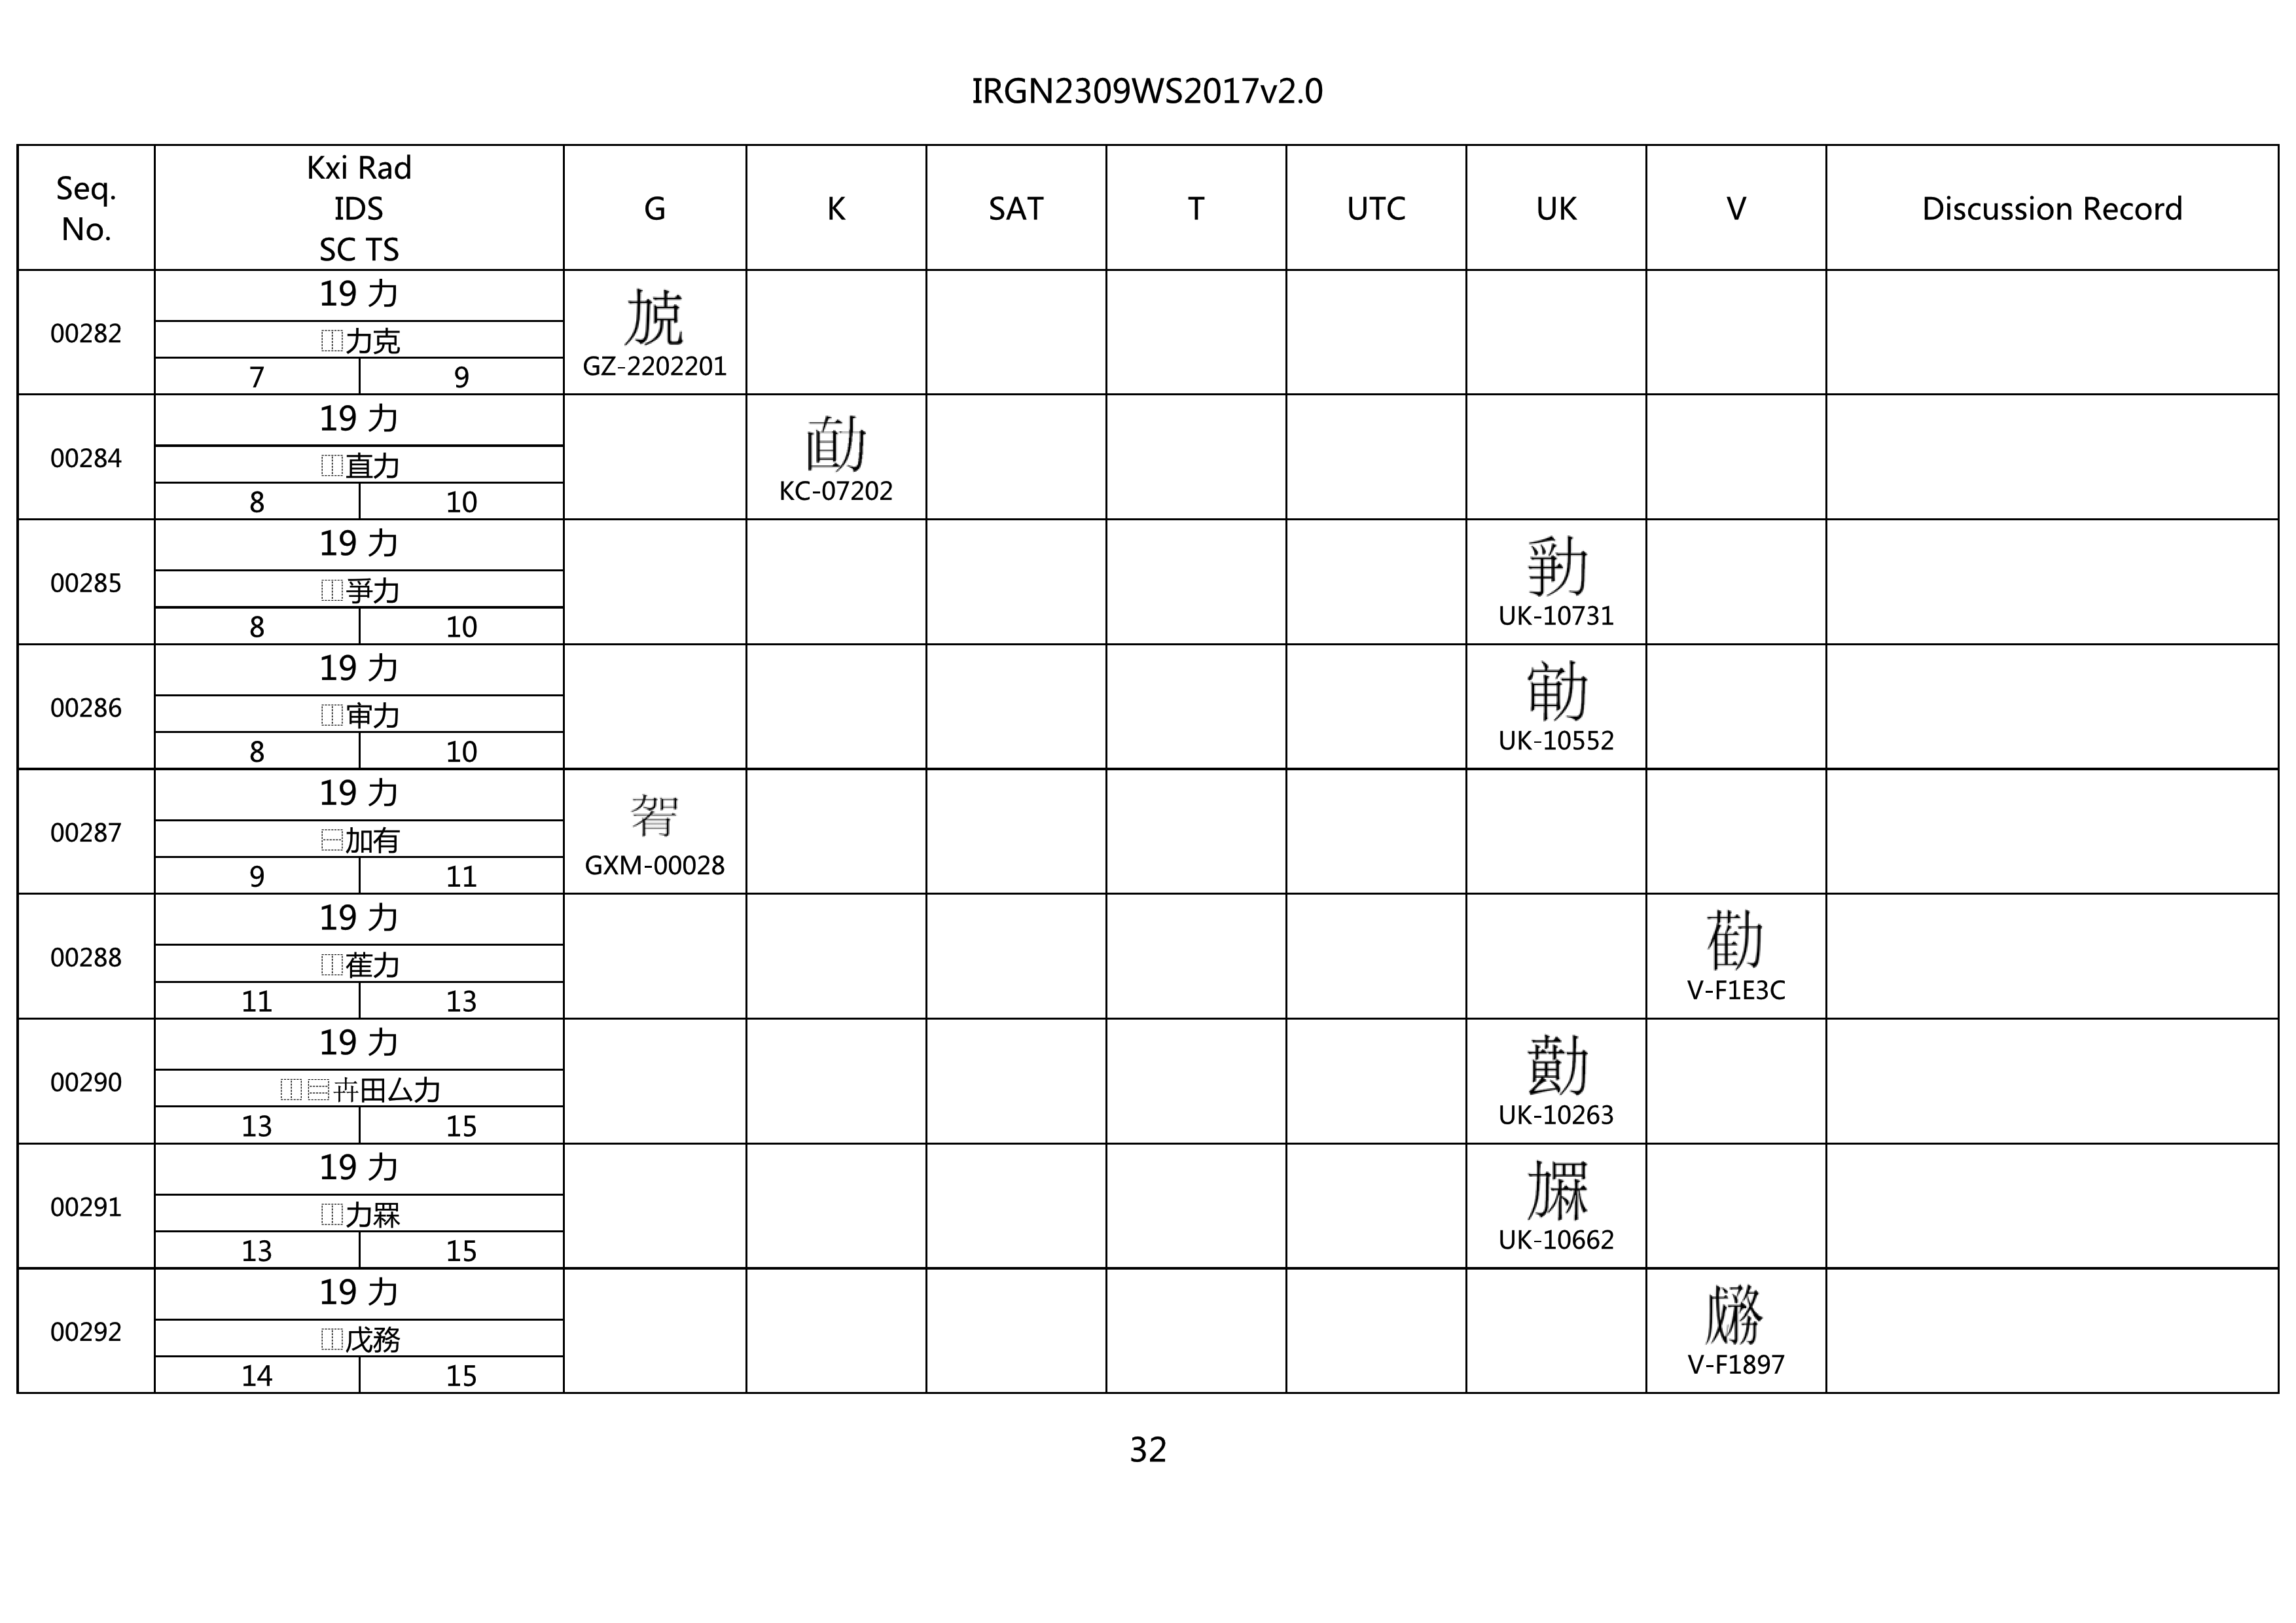 IRGN2309WS2017v2.0
Seq. No. Kxi Rad IDS SC TS G K SAT T UTC UK V Discussion Record
00282
19 力
⿰力克
7 9
GZ-2202201
00284
19 力
⿰直力
8 10
KC-07202
00285
19 力
⿰爭力
8 10
UK-10731
00286
19 力
⿰审力
8 10
UK-10552
00287
19 力
⿱加有
9 11
GXM-00028
00288
19 力
⿰萑力
11 13
V-F1E3C
00290
19 力
⿰⿳卉田厶力
13 15
UK-10263
00291
19 力
⿰力槑
13 15
UK-10662
00292
19 力
⿰戊務
14 15
V-F1897
32